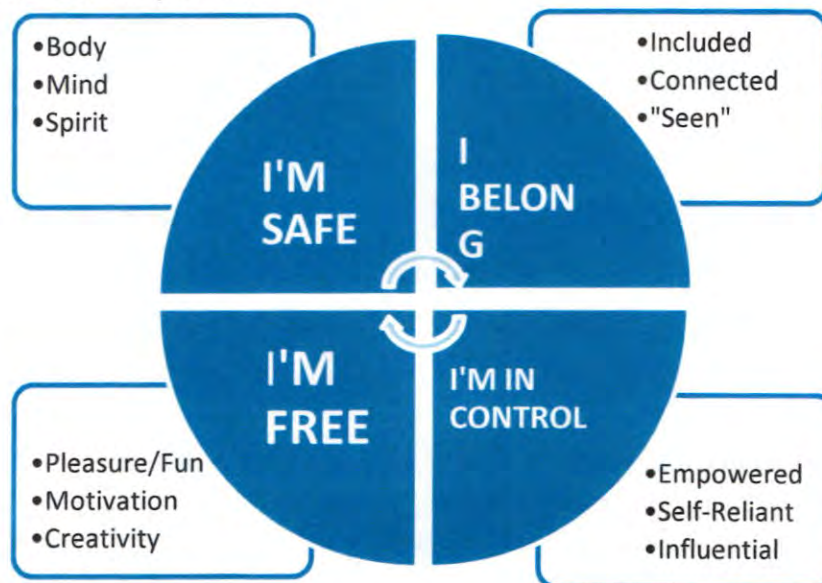 •Body
•Mind
•Spirit
I'M
SAFE
•Included
•Connected
•"Seen"
I
BELON
G
I'M
FREE
•Pleasure/Fun
•Motivation
•Creativity
I'M IN
CONTROL
•Empowered
•Self-Reliant
•Influential